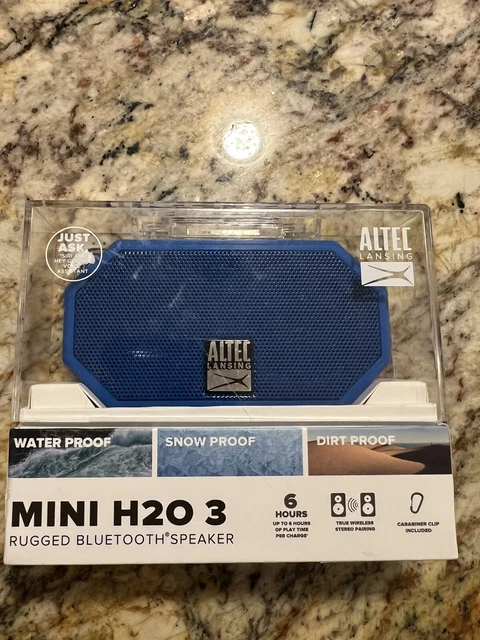 JUST
ASK
ASSISTANT
ALTEC
LANSING
ALTEC
LANSING
WATER PROOF
SNOW PROOF
DIRT PROOF
MINI H2O 3
RUGGED BLUETOOTH® SPEAKER
6
HOURS
UP TO 6 HOURS
OF PLAY TIME
PER CHARGE*
TRUE WIRELESS
STEREO PAIRING
CARABINER CLIP
INCLUDED